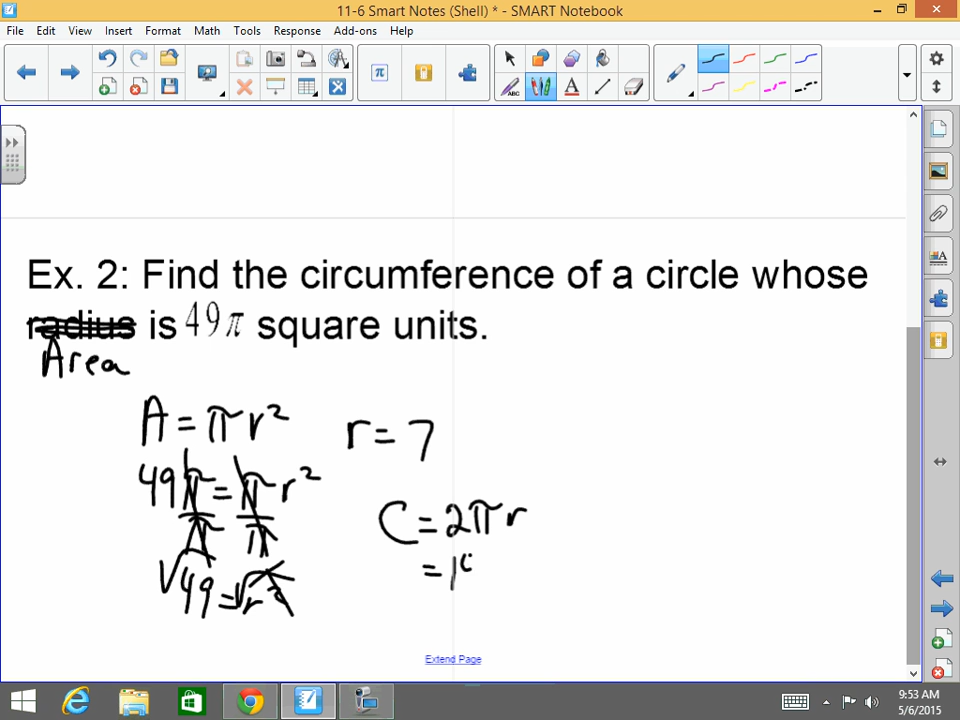 11-6 Smart Notes (Shell) * - SMART Notebook
File Edit View Insert Format Math Tools Response Add-ons Help
Ex. 2: Find the circumference of a circle whose
radius is 49π square units.
Area
A = πr²
r = 7
49π = πr²
π π
C = 2πr
√49 = √r²
Extend Page
9:53 AM
5/6/2015